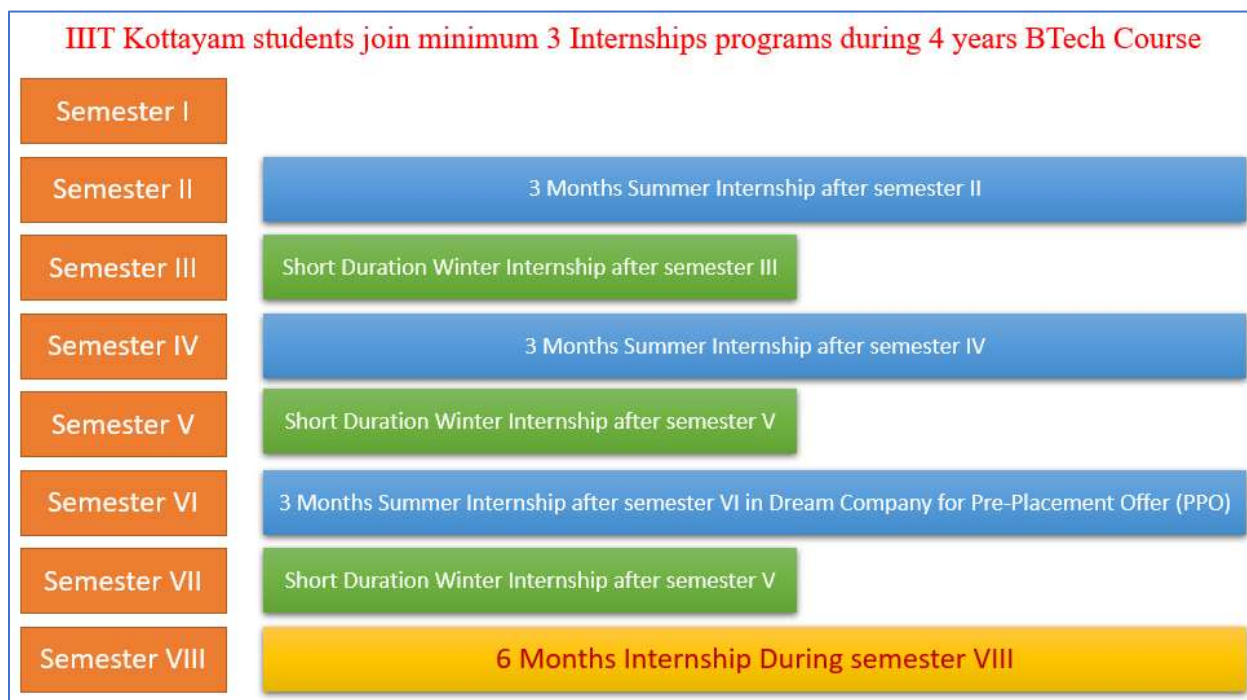 IIIT Kottayam students join minimum 3 Internships programs during 4 years BTech Course
Semester I
Semester II
3 Months Summer Internship after semester II
Semester III
Short Duration Winter Internship after semester III
Semester IV
3 Months Summer Internship after semester IV
Semester V
Short Duration Winter Internship after semester V
Semester VI
3 Months Summer Internship after semester VI in Dream Company for Pre-Placement Offer (PPO)
Semester VII
Short Duration Winter Internship after semester V
Semester VIII
6 Months Internship During semester VIII